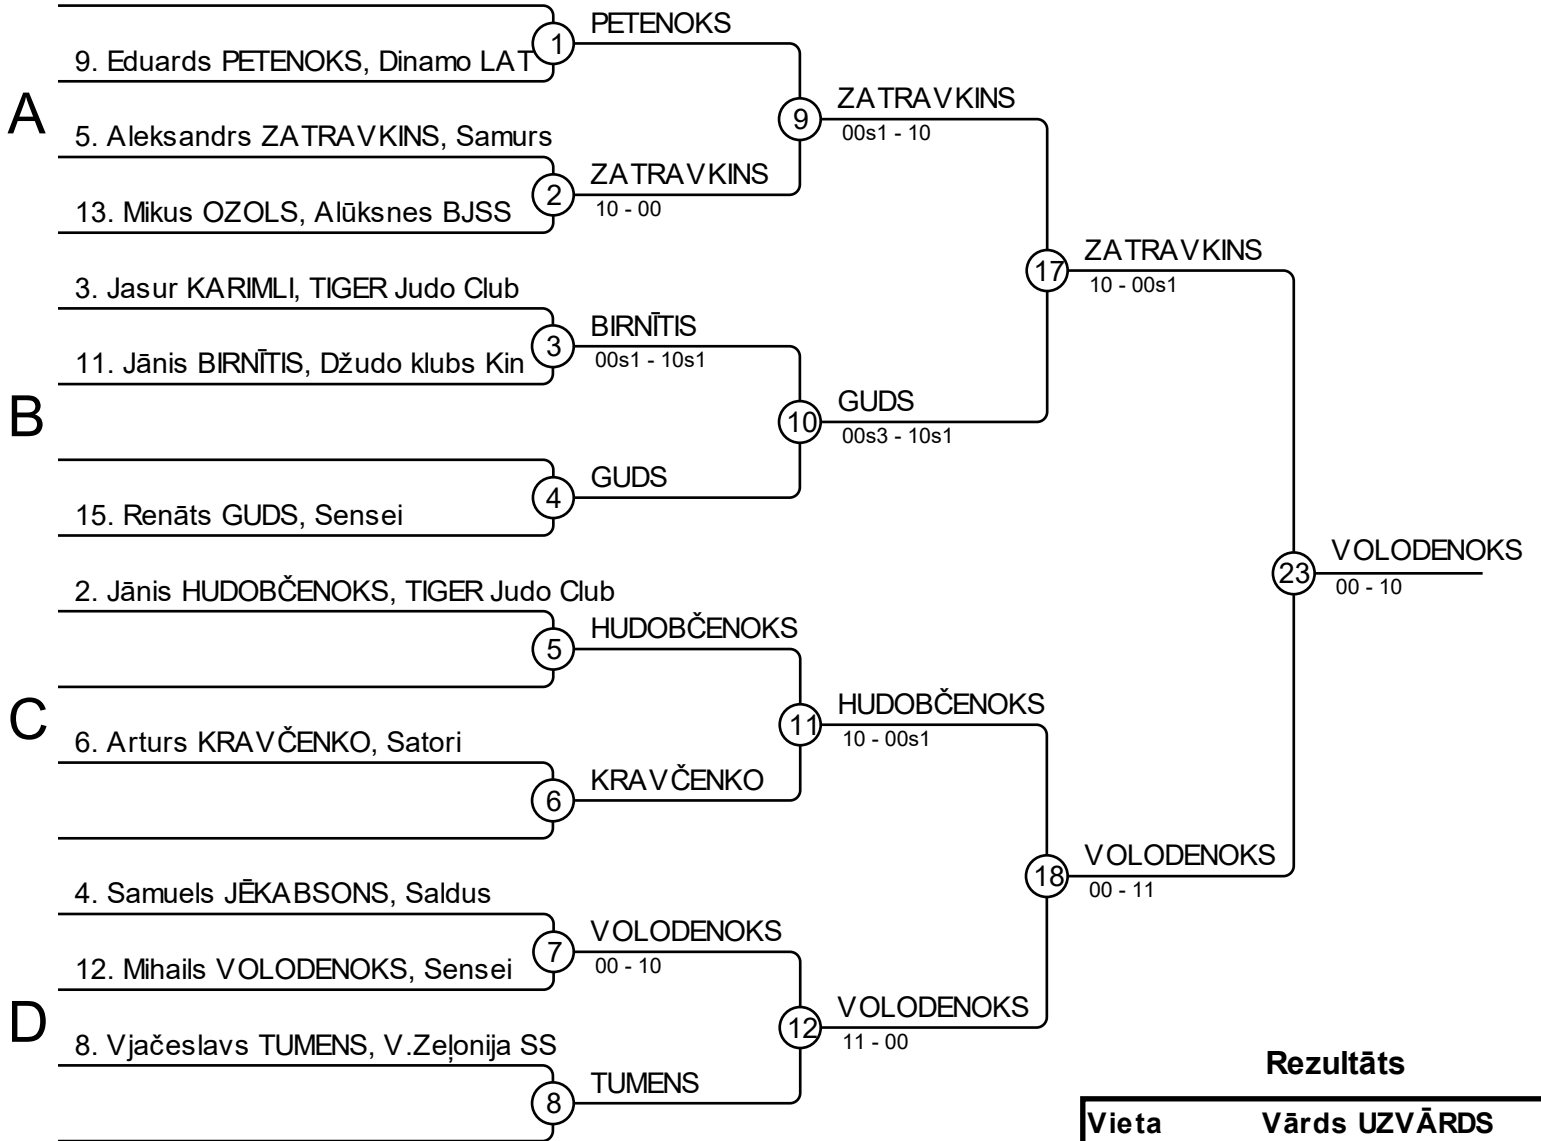 PETENOKS
1
9. Eduards PETENOKS, Dinamo LAT
A
ZATRAVKINS
9
00s1 - 10
5. Aleksandrs ZATRAVKINS, Samurs
ZATRAVKINS
2
10 - 00
13. Mikus OZOLS, Alūksnes BJSS
ZATRAVKINS
17
10 - 00s1
3. Jasur KARIMLI, TIGER Judo Club
BIRNĪTIS
3
00s1 - 10s1
11. Jānis BIRNĪTIS, Džudo klubs Kin
B
GUDS
10
00s3 - 10s1
GUDS
4
15. Renāts GUDS, Sensei
VOLODENOKS
23
00 - 10
2. Jānis HUDOBČENOKS, TIGER Judo Club
HUDOBČENOKS
5
C
HUDOBČENOKS
11
10 - 00s1
6. Arturs KRAVČENKO, Satori
KRAVČENKO
6
VOLODENOKS
18
00 - 11
4. Samuels JĒKABSONS, Saldus
VOLODENOKS
7
00 - 10
12. Mihails VOLODENOKS, Sensei
D
VOLODENOKS
12
11 - 00
8. Vjačeslavs TUMENS, V.Zeļonija SS
TUMENS
8
Rezultāts
Vieta Vārds UZVĀRDS